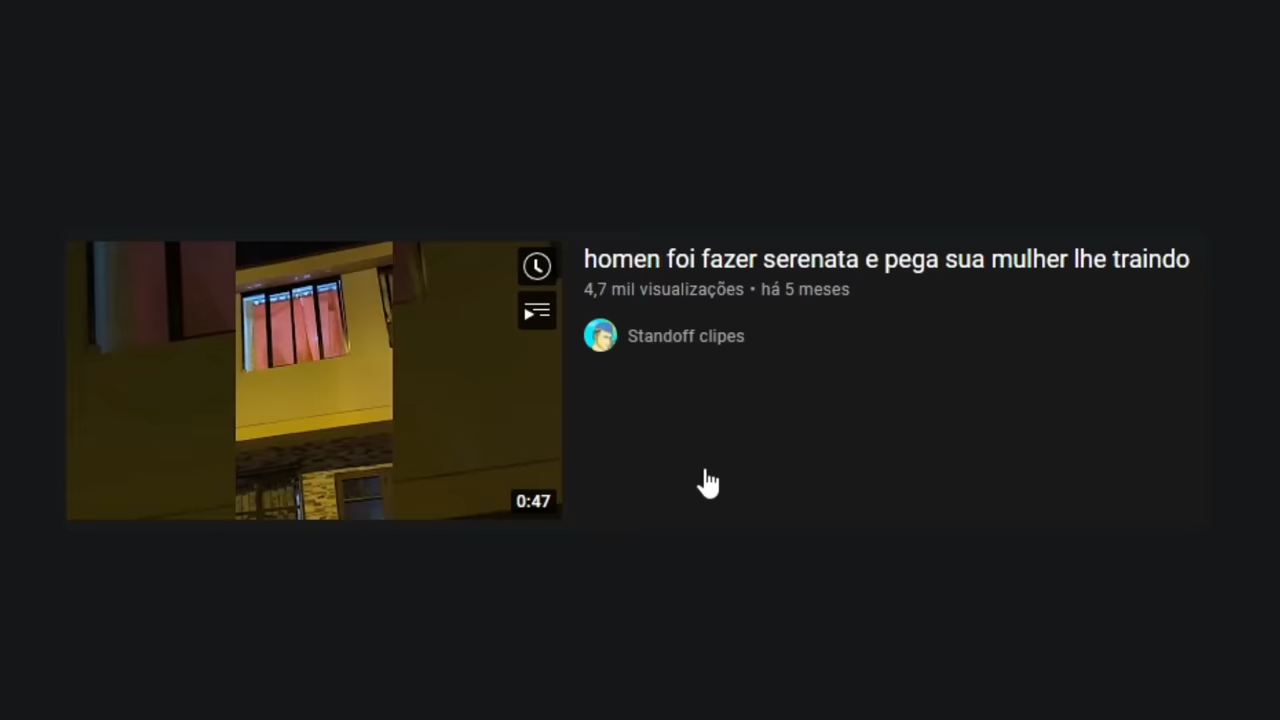 homen foi fazer serenata e pega sua mulher lhe traindo
4,7 mil visualizações • há 5 meses
Standoff clipes
0:47